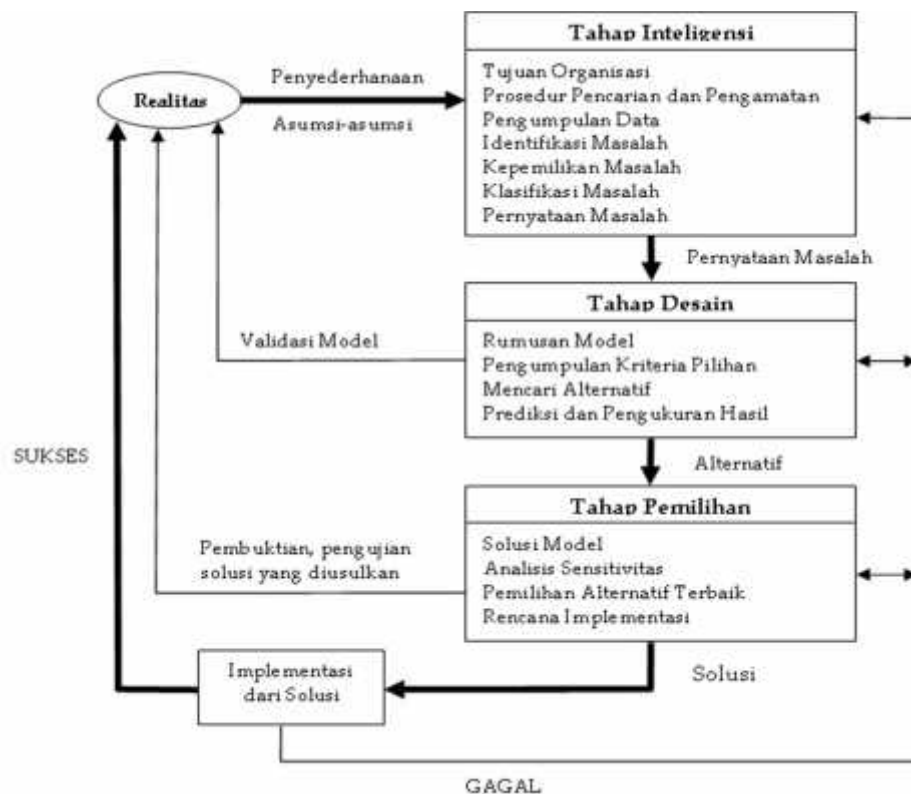 Tahap Inteligensi
Tujuan Organisasi
Prosedur Pencarian dan Pengamatan
Pengumpulan Data
Identifikasi Masalah
Kepemilikan Masalah
Klasifikasi Masalah
Pernyataan Masalah
Penyederhanaan
Realitas
Asumsi-asumsi
Pernyataan Masalah
Tahap Desain
Rumusan Model
Pengumpulan Kriteria Pilihan
Mencari Alternatif
Prediksi dan Pengukuran Hasil
Validasi Model
SUKSES
Alternatif
Tahap Pemilihan
Solusi Model
Analisis Sensitivitas
Pemilihan Alternatif Terbaik
Rencana Implementasi
Pembuktian, pengujian
solusi yang diusulkan
Solusi
Implementasi
dari Solusi
GAGAL